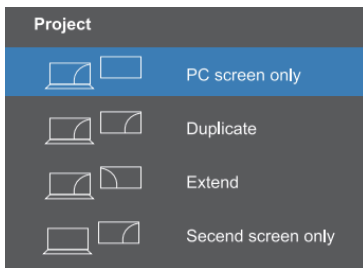 Project
PC screen only
Duplicate
Extend
Secend screen only